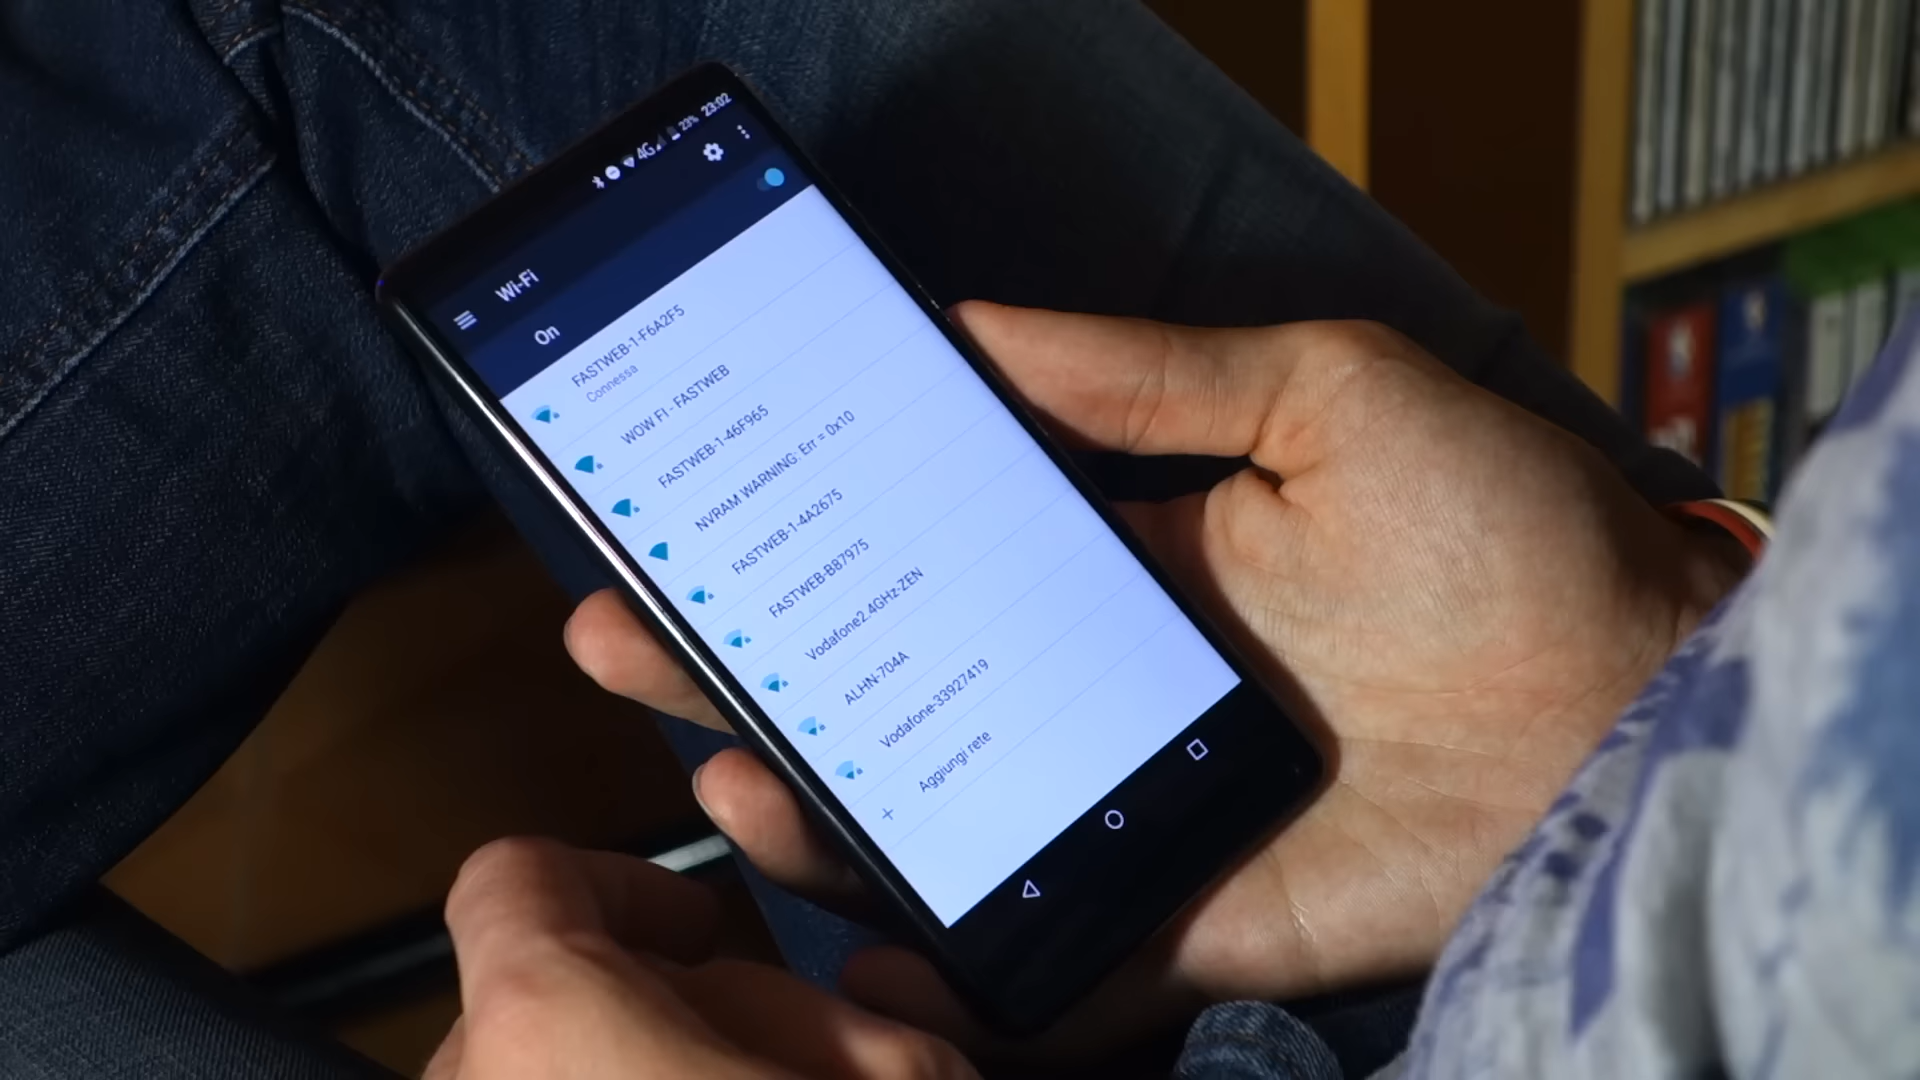 4G 23% 23:02
Wi-Fi
On
FASTWEB-1-F6A2F5
Connessa
WOW FI - FASTWEB
FASTWEB-1-46F965
NVRAM WARNING: Err = 0x10
FASTWEB-1-4A2675
FASTWEB-B87975
Vodafone2.4GHz-ZEN
ALHN-704A
Vodafone-33927419
Aggiungi rete